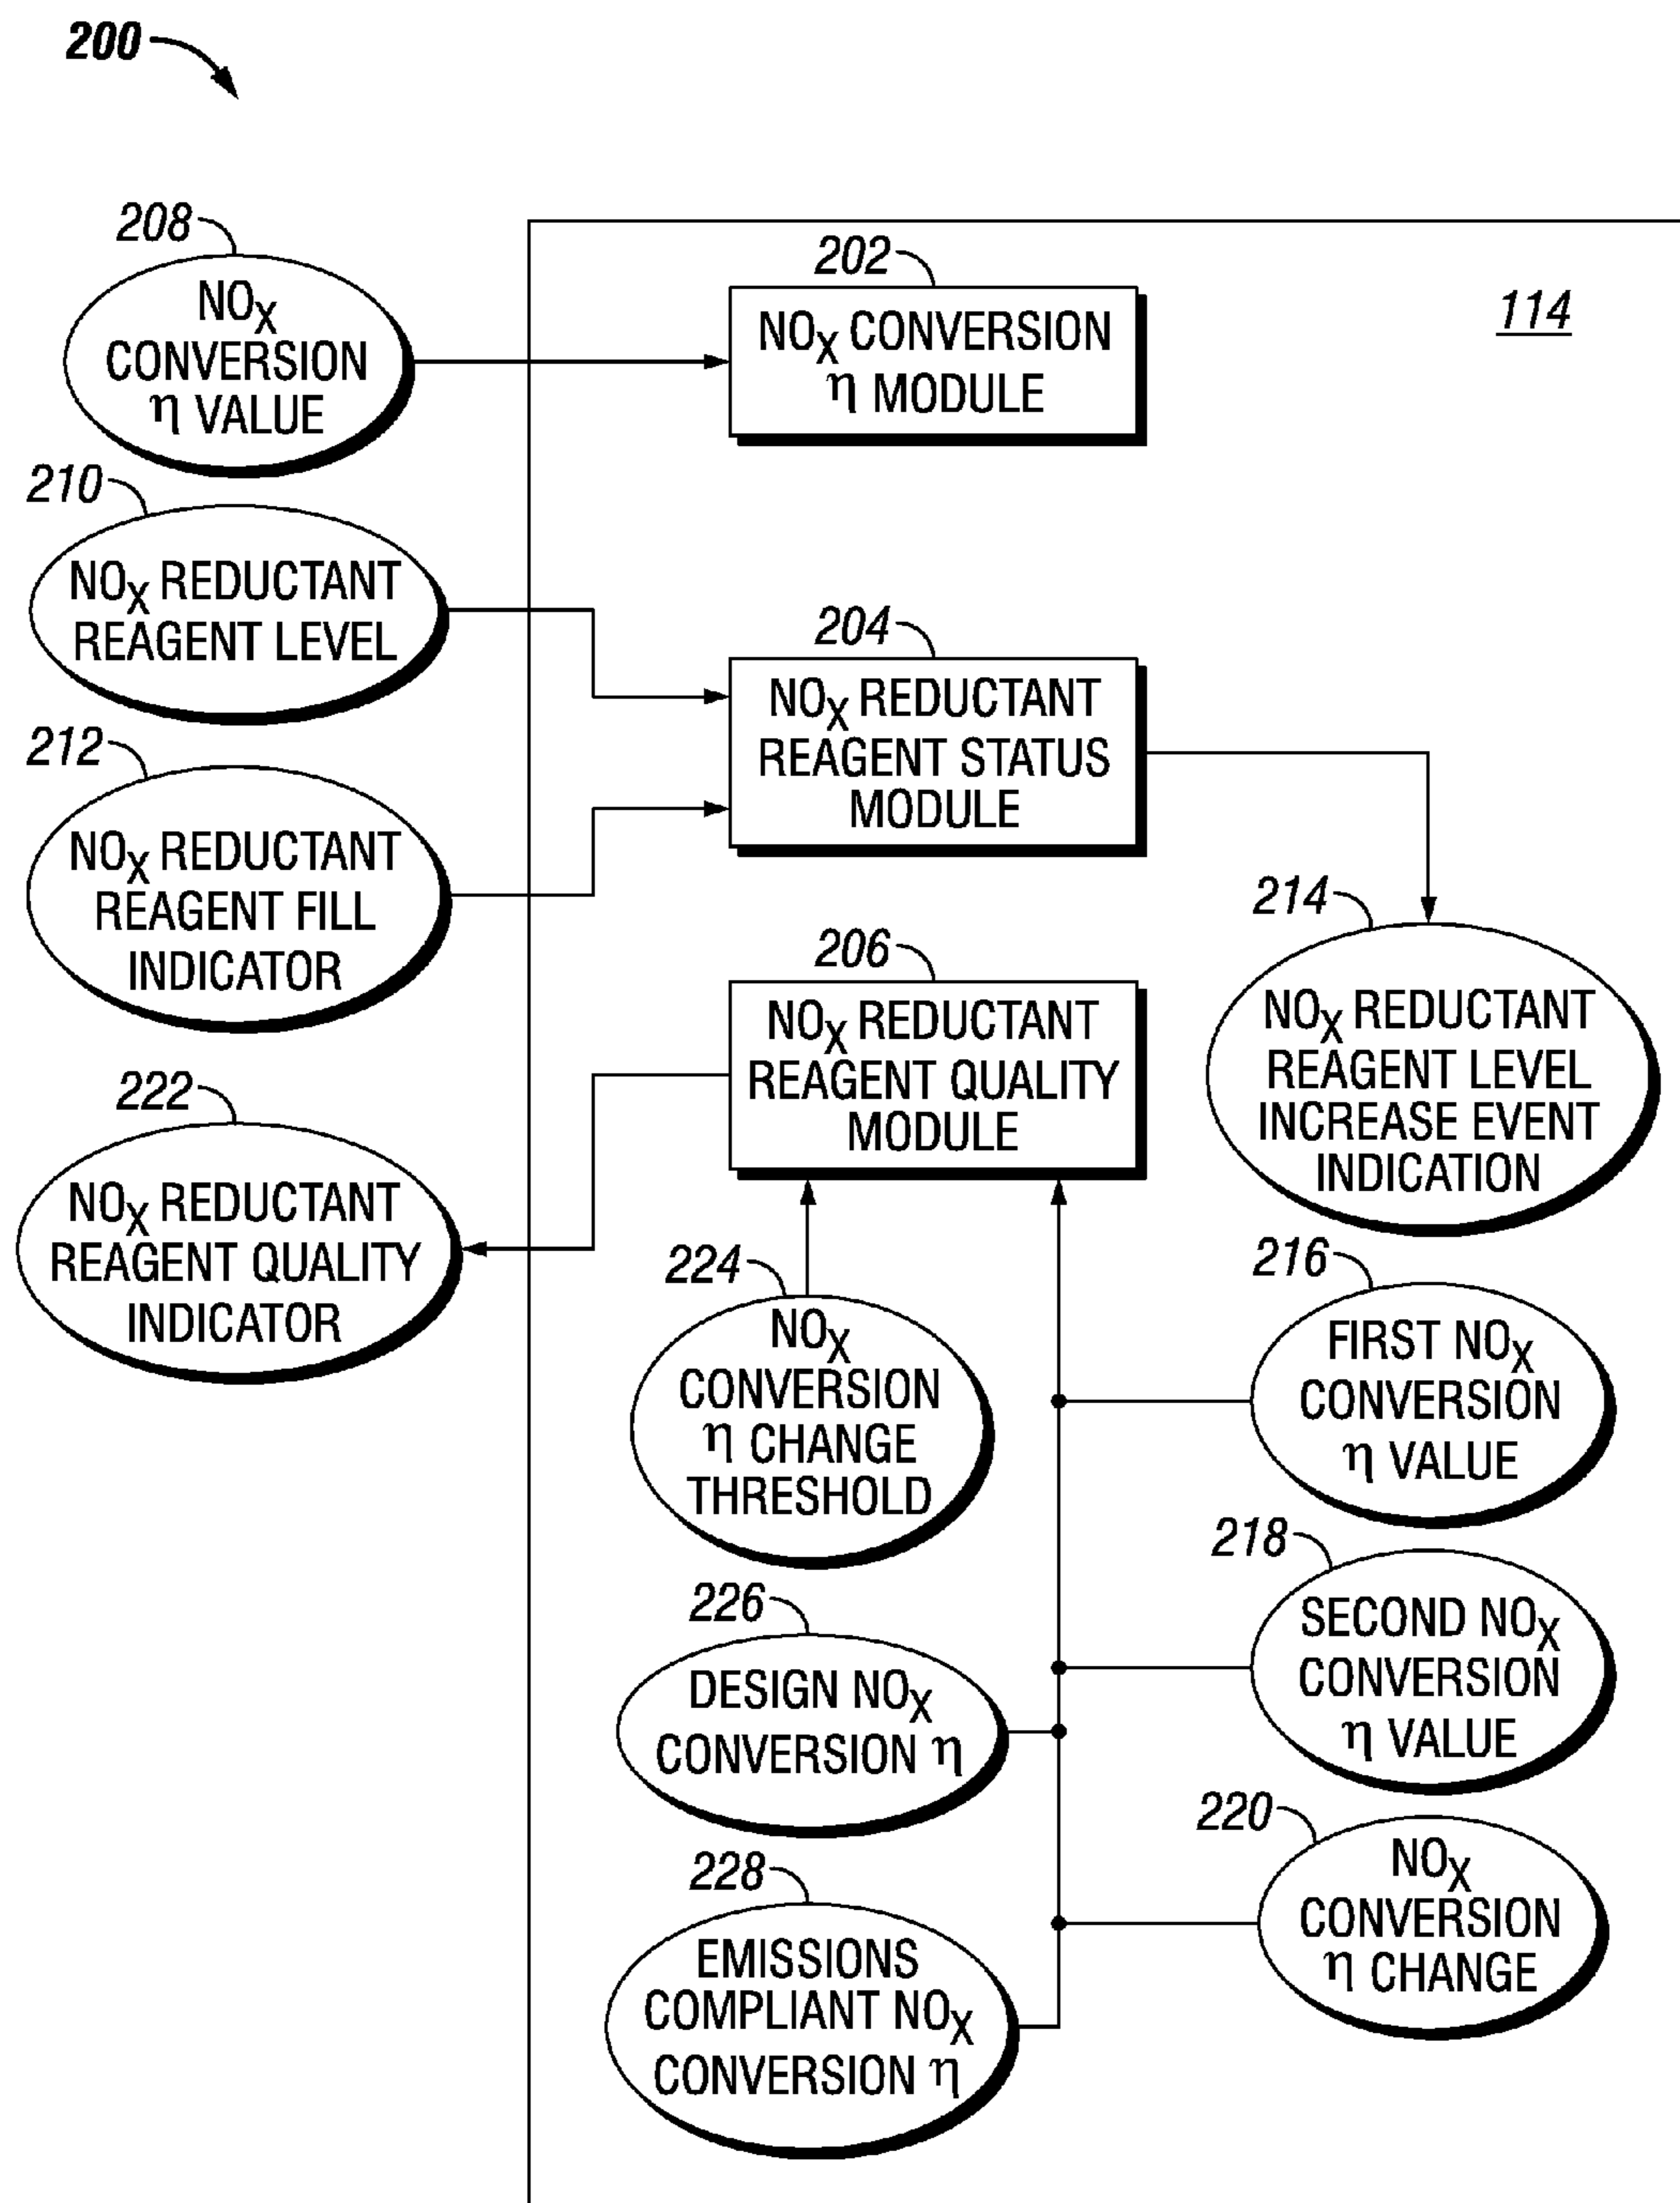 200
208
NOX
CONVERSION
η VALUE
202
NOX CONVERSION
η MODULE
114
210
NOX REDUCTANT
REAGENT LEVEL
204
NOX REDUCTANT
REAGENT STATUS
MODULE
212
NOX REDUCTANT
REAGENT FILL
INDICATOR
214
NOX REDUCTANT
REAGENT LEVEL
INCREASE EVENT
INDICATION
206
NOX REDUCTANT
REAGENT QUALITY
MODULE
222
NOX REDUCTANT
REAGENT QUALITY
INDICATOR
224
NOX
CONVERSION
η CHANGE
THRESHOLD
216
FIRST NOX
CONVERSION
η VALUE
218
SECOND NOX
CONVERSION
η VALUE
226
DESIGN NOX
CONVERSION η
220
NOX
CONVERSION
η CHANGE
228
EMISSIONS
COMPLIANT NOX
CONVERSION η